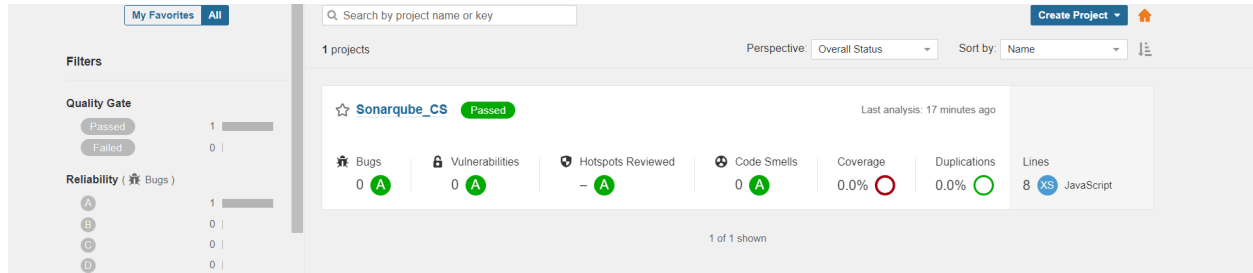 My Favorites All
Search by project name or key
Create Project
1 projects
Perspective: Overall Status
Sort by: Name
Filters
Quality Gate
Passed 1
Failed 0
Reliability ( Bugs )
A 1
B 0
C 0
D 0
Sonarqube_CS Passed
Last analysis: 17 minutes ago
Bugs Vulnerabilities Hotspots Reviewed Code Smells Coverage Duplications Lines
0 A 0 A – A 0 A 0.0% 0.0% 8 XS JavaScript
1 of 1 shown